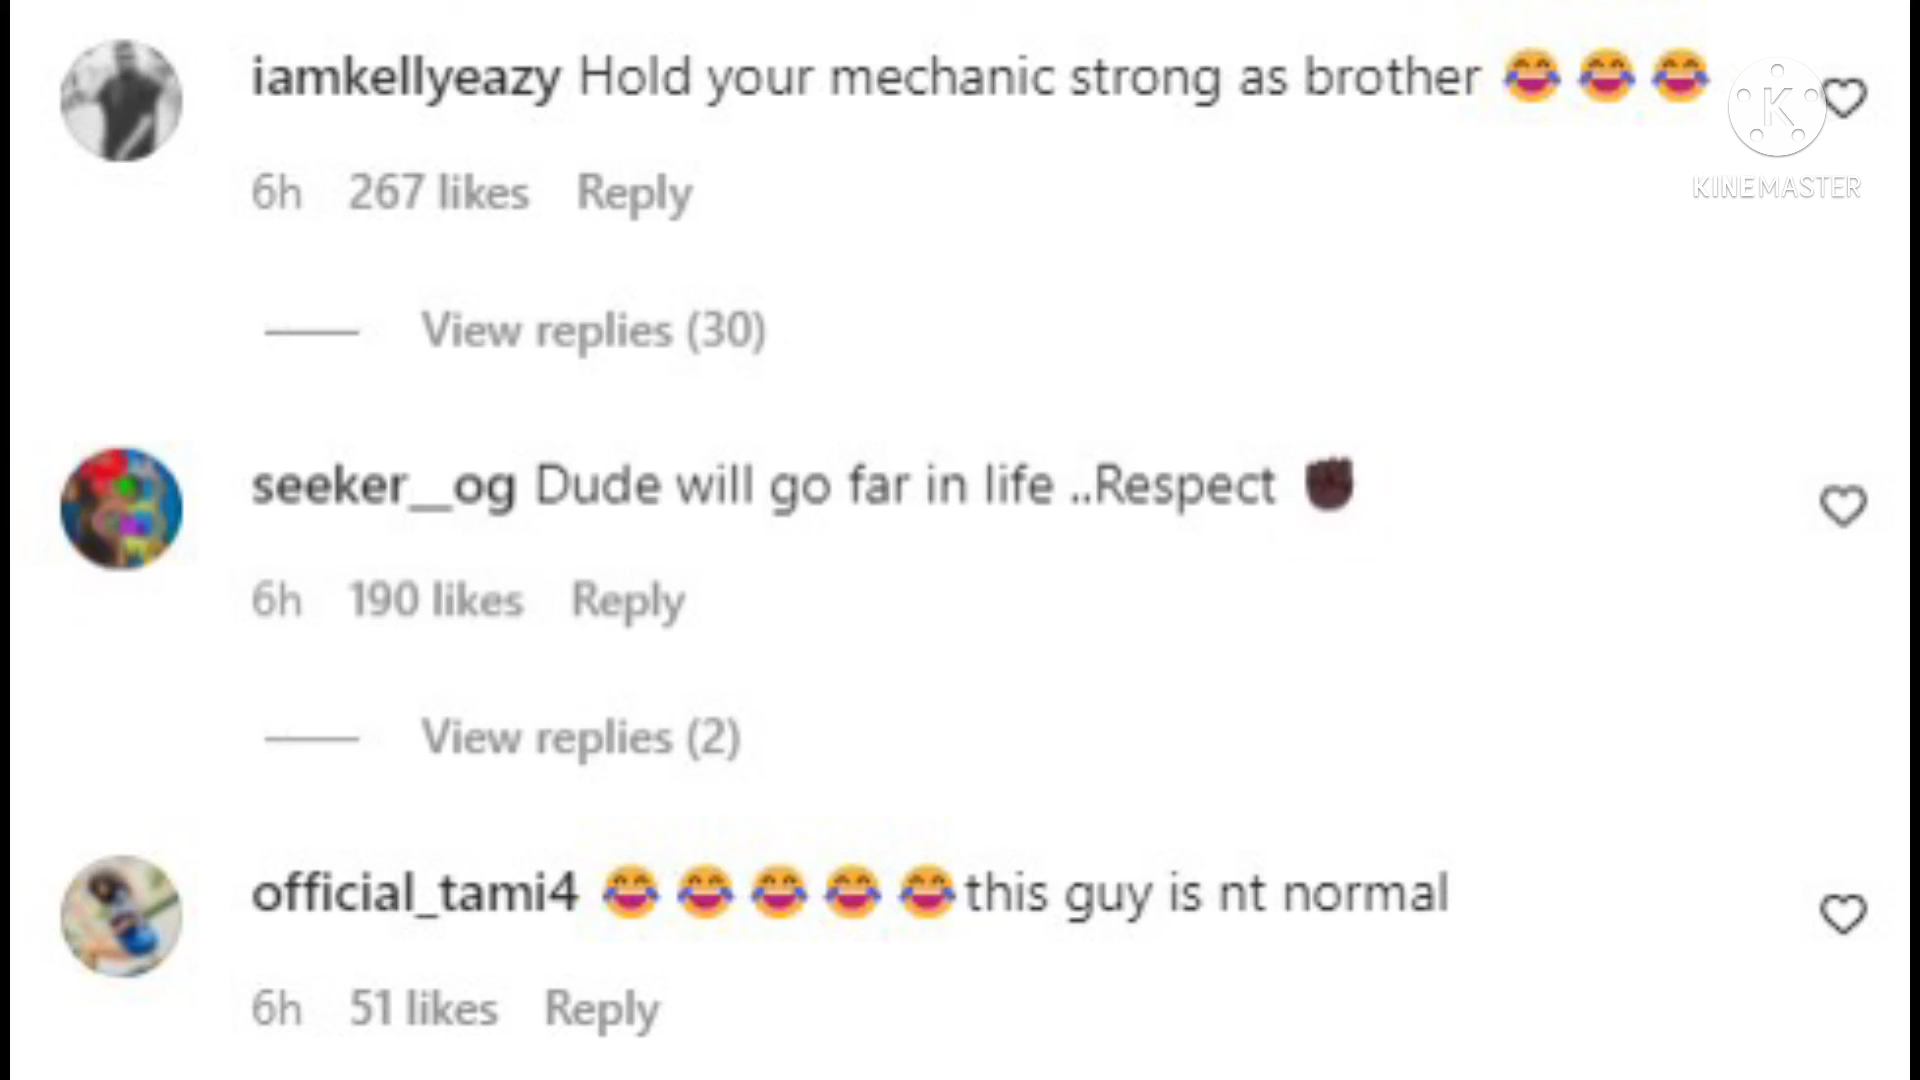 iamkellyeazy Hold your mechanic strong as brother 😂😂😂
K
KINEMASTER
6h 267 likes Reply
View replies (30)
seeker__og Dude will go far in life ..Respect ✊🏿
6h 190 likes Reply
View replies (2)
official_tami4 😂😂😂😂😂this guy is nt normal
6h 51 likes Reply